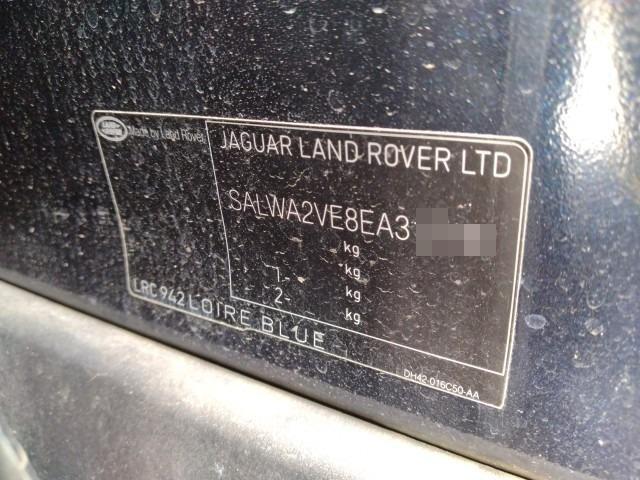 Made by Land Rover
JAGUAR LAND ROVER LTD
SALWA2VE8EA3
kg
kg
1- kg
2- kg
LRC 942 LOIRE BLUE
DH42-016C50-AA